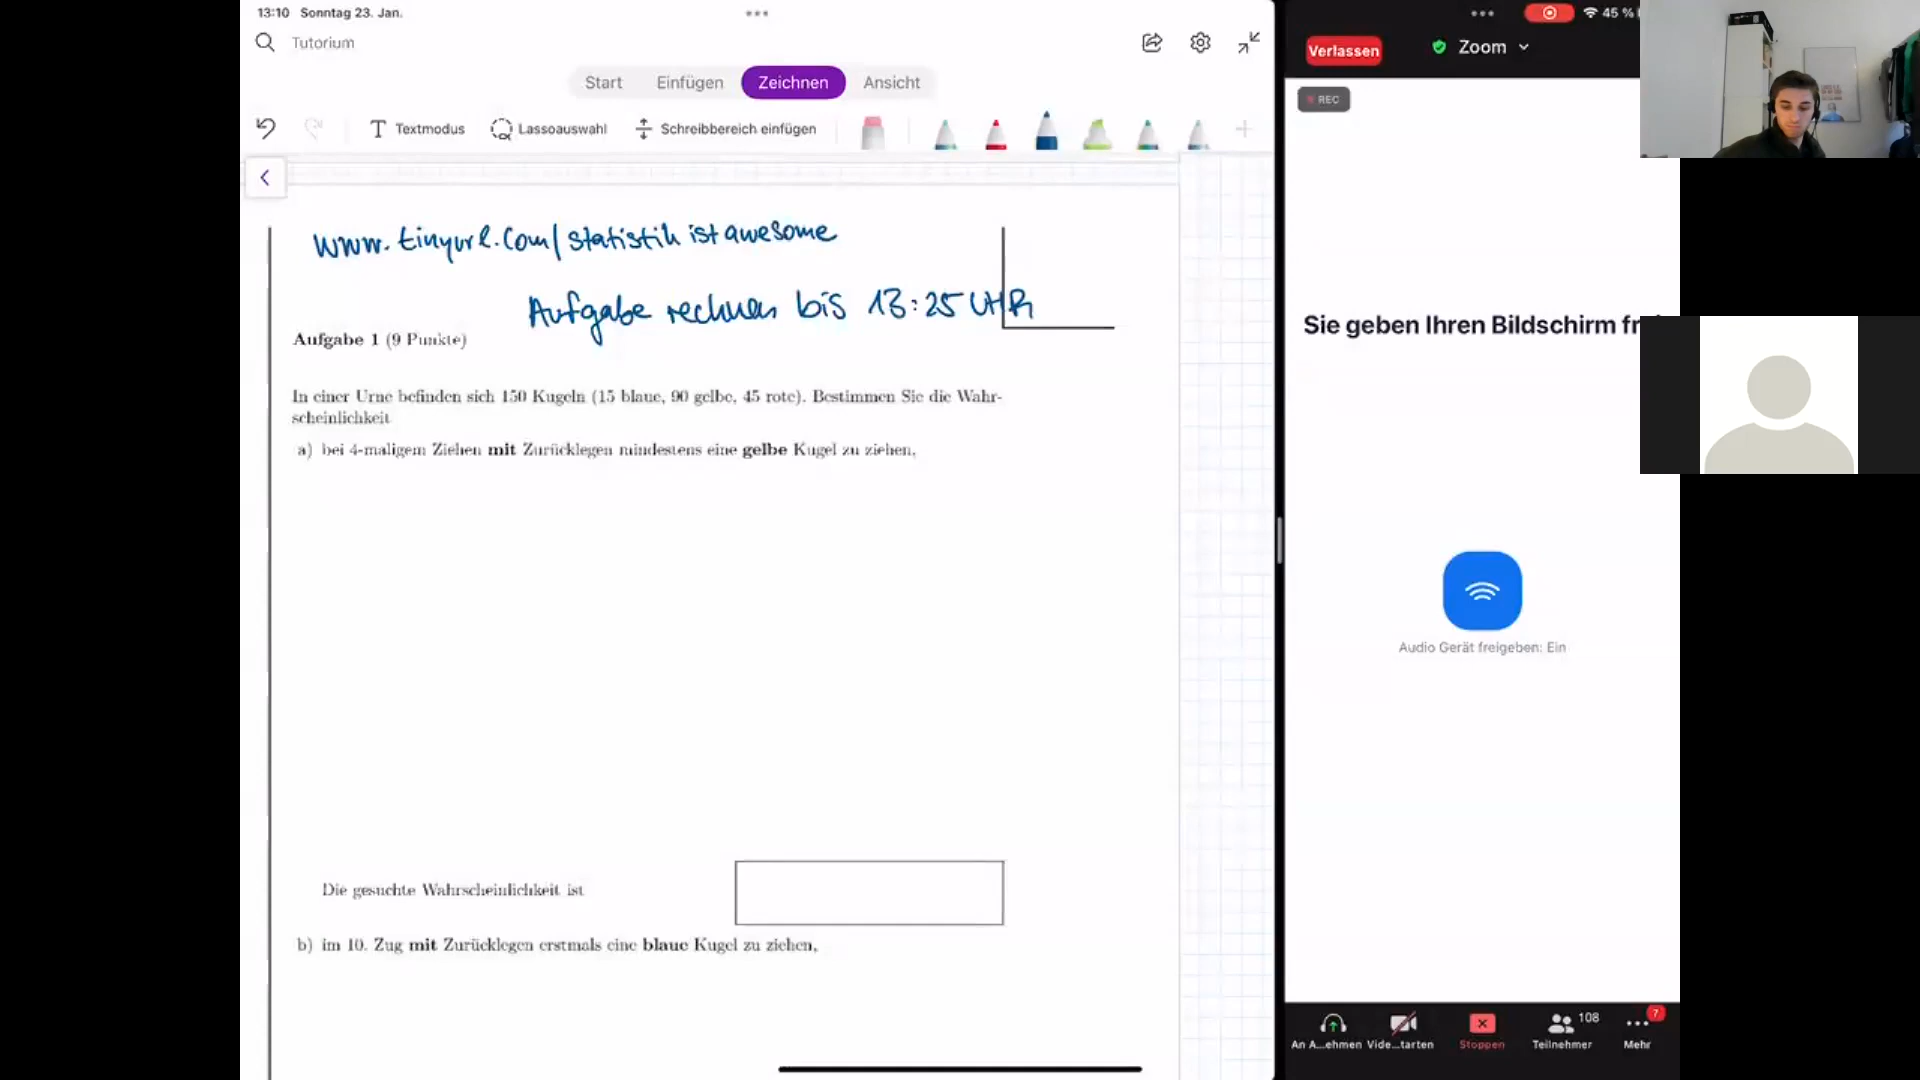 13:10 Sonntag 23. Jan.
Tutorium
Start Einfügen Zeichnen Ansicht
Textmodus Lassoauswahl Schreibbereich einfügen
www.tinyurl.com/statistikistawesome
Aufgabe rechnen bis 13:25 UHR
Aufgabe 1 (9 Punkte)
In einer Urne befinden sich 150 Kugeln (15 blaue, 90 gelbe, 45 rote). Bestimmen Sie die Wahr-
scheinlichkeit
a) bei 4-maligem Ziehen mit Zurücklegen mindestens eine gelbe Kugel zu ziehen,
Die gesuchte Wahrscheinlichkeit ist
b) im 10. Zug mit Zurücklegen erstmals eine blaue Kugel zu ziehen,
45 %
Verlassen Zoom
REC
Sie geben Ihren Bildschirm
Audio Gerät freigeben: Ein
108 7
An A...ehmen Vide...tarten Stoppen Teilnehmer Mehr